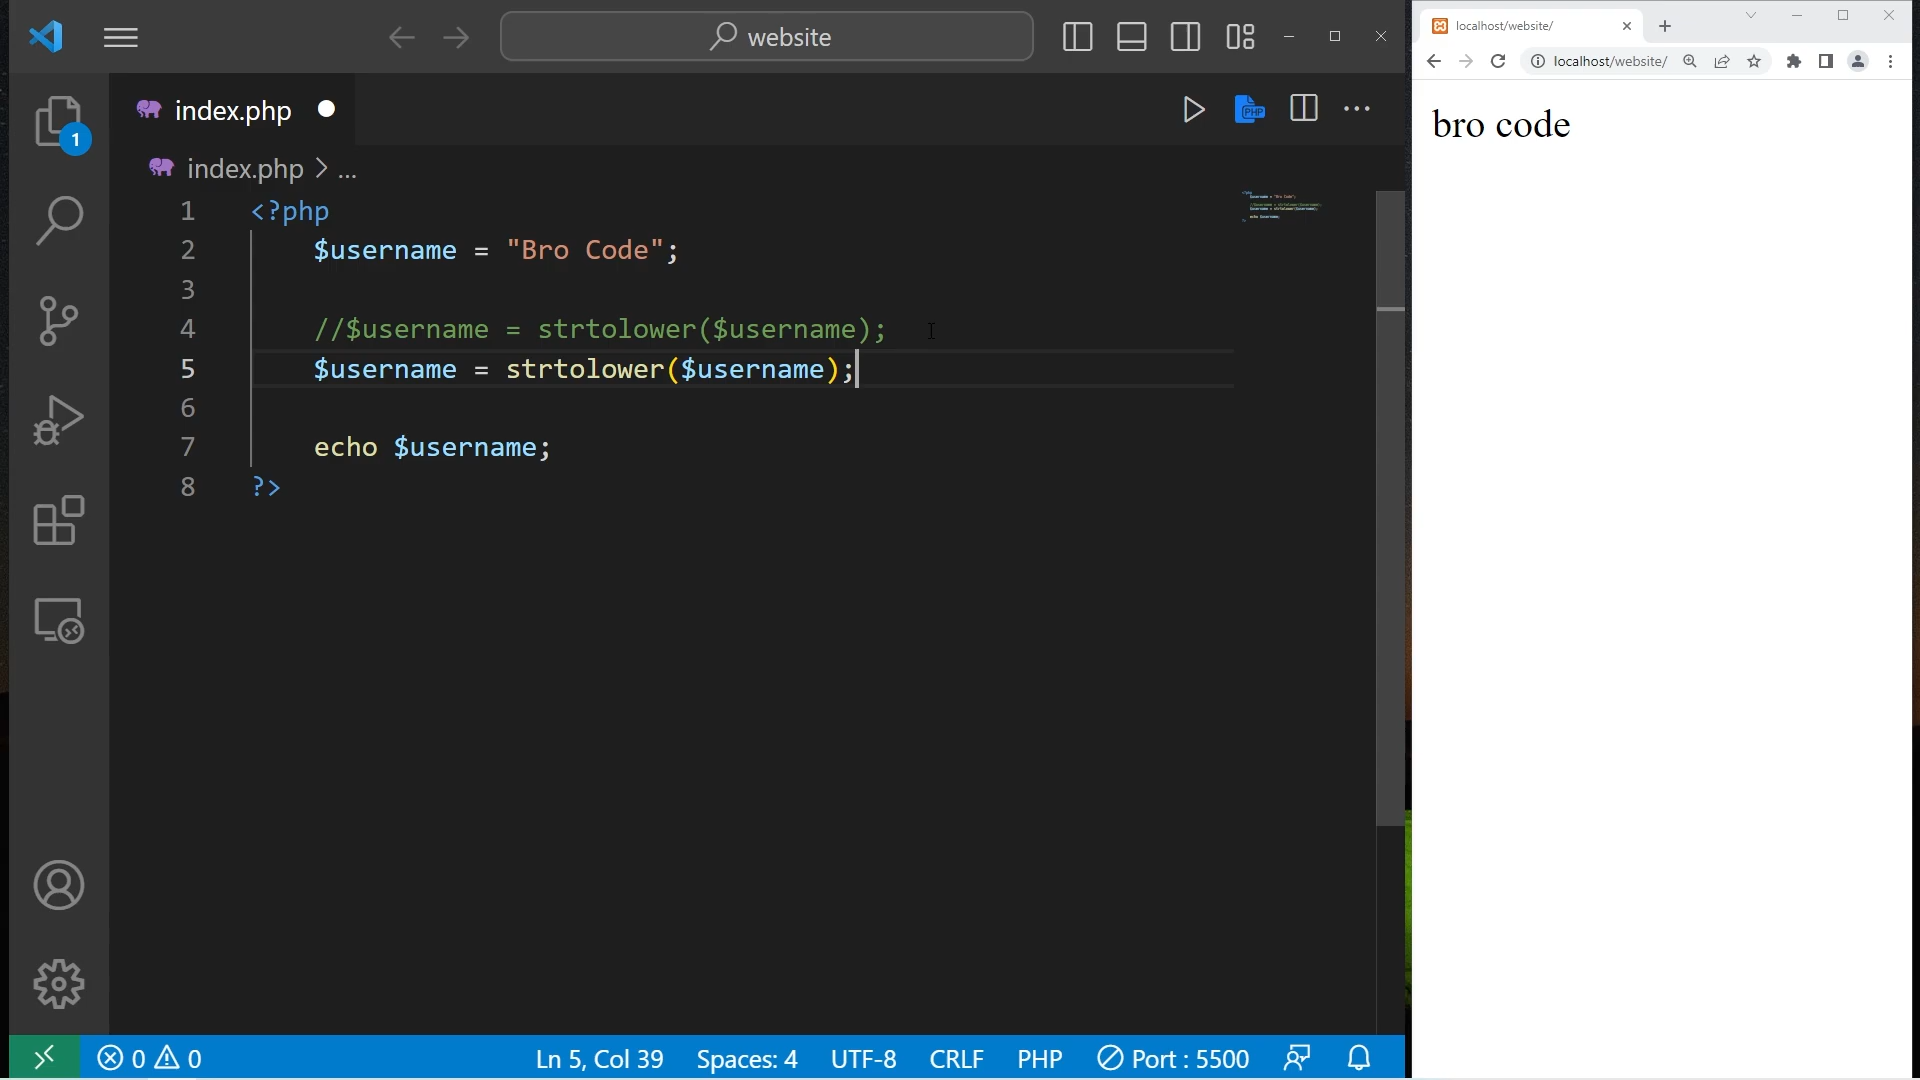 website
index.php
index.php > ...
1 <?php
2 $username = "Bro Code";
3
4 //$username = strtolower($username);
5 $username = strtolower($username);
6
7 echo $username;
8 ?>
1
PHP
0 0 Ln 5, Col 39 Spaces: 4 UTF-8 CRLF PHP Port : 5500
localhost/website/
localhost/website/
bro code